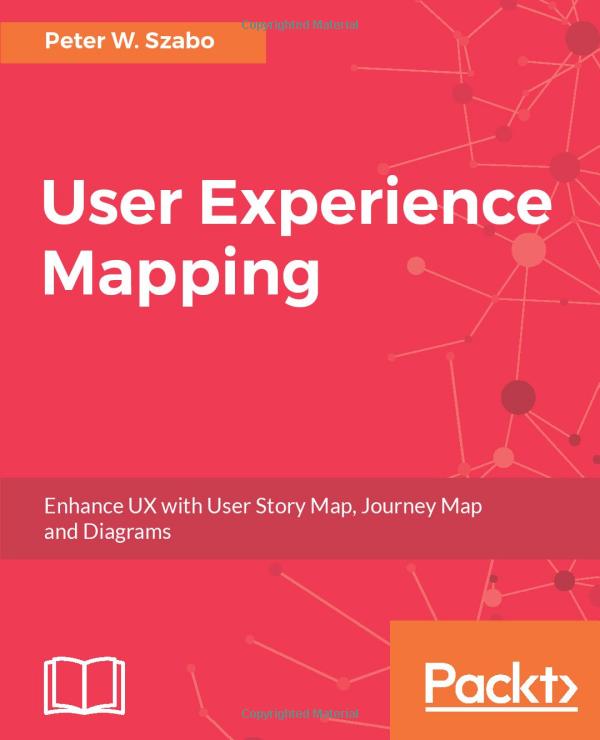 Copyrighted Material
Peter W. Szabo
User Experience
Mapping
Enhance UX with User Story Map, Journey Map
and Diagrams
Packt>
Copyrighted Material